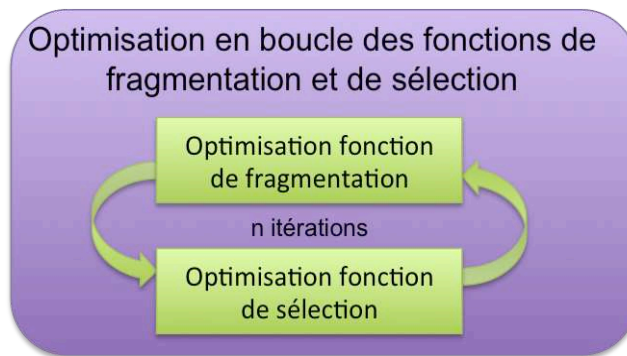 Optimisation en boucle des fonctions de
fragmentation et de sélection
Optimisation fonction
de fragmentation
n itérations
Optimisation fonction
de sélection